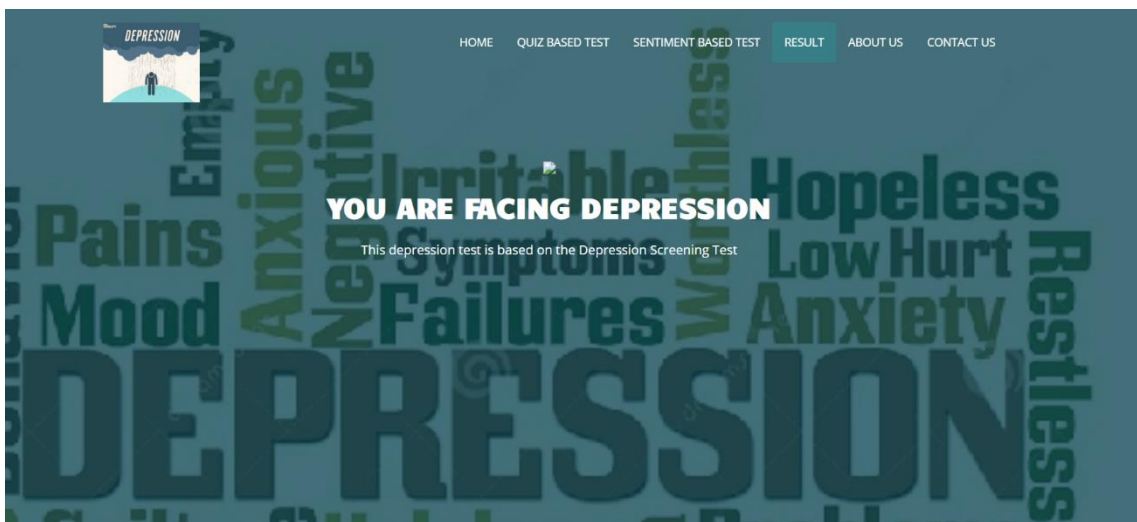 DEPRESSION
HOME QUIZ BASED TEST SENTIMENT BASED TEST RESULT ABOUT US CONTACT US
Empty
Anxious
Negative
Irritable
Worthless
Hopeless
YOU ARE FACING DEPRESSION
Pains
This depression test is based on the Depression Screening Test
Symptoms
Low Hurt
Mood
Failures
Anxiety
Restless
DEPRESSION